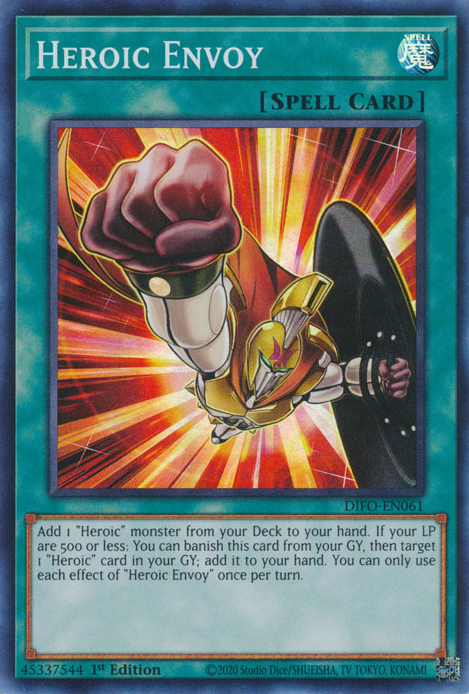 HEROIC ENVOY
SPELL
魔
[SPELL CARD]
DIFO-EN061
Add 1 "Heroic" monster from your Deck to your hand. If your LP
are 500 or less: You can banish this card from your GY, then target
1 "Heroic" card in your GY; add it to your hand. You can only use
each effect of "Heroic Envoy" once per turn.
45337544 1st Edition ©2020 Studio Dice/SHUEISHA, TV TOKYO, KONAMI